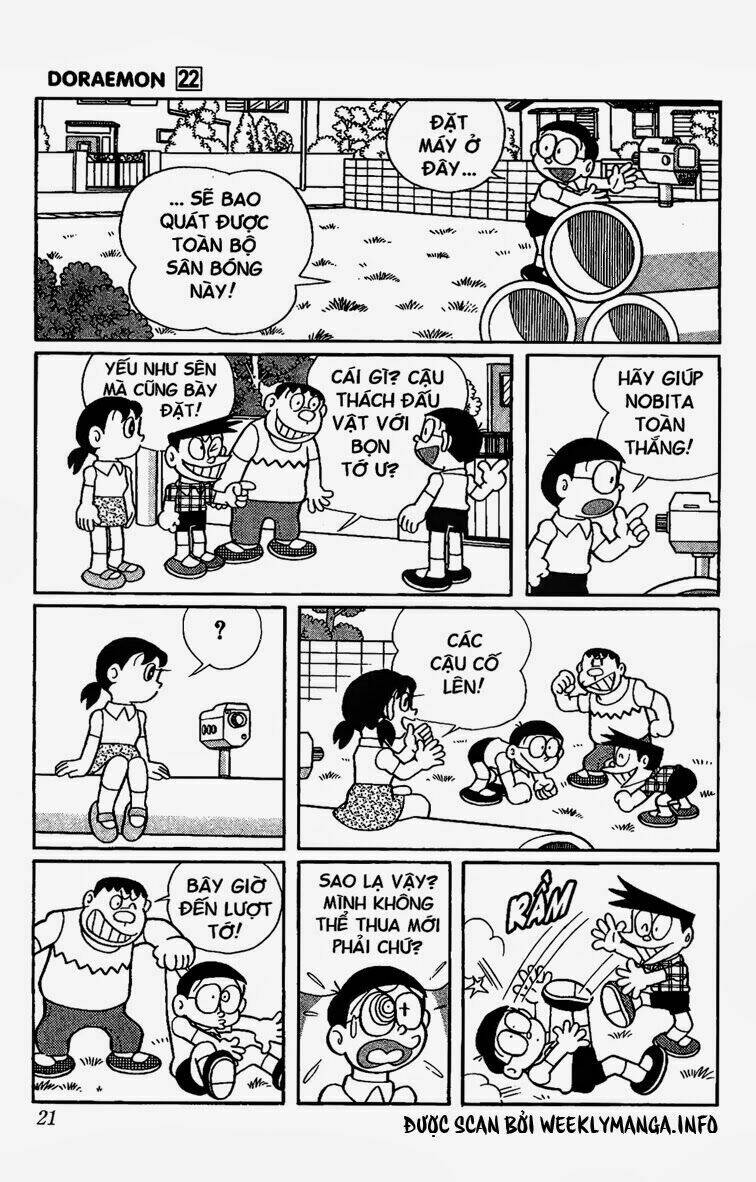 DORAEMON 22
ĐẶT
MÁY Ở
ĐÂY...
... SẼ BAO
QUÁT ĐƯỢC
TOÀN BỘ
SÂN BÓNG
NÀY!
YẾU NHƯ SÊN
MÀ CŨNG BÀY
ĐẶT!
CÁI GÌ? CẬU
THÁCH ĐẤU
VẬT VỚI
BỌN
TỚ Ư?
HÃY GIÚP
NOBITA
TOÀN
THẮNG!
?
CÁC
CẬU CỐ
LÊN!
BÂY GIỜ
ĐẾN LƯỢT
TỚ!
SAO LẠ VẬY?
MÌNH KHÔNG
THỂ THUA MỚI
PHẢI CHỨ?
RẦM
21
ĐƯỢC SCAN BỞI WEEKLYMANGA.INFO